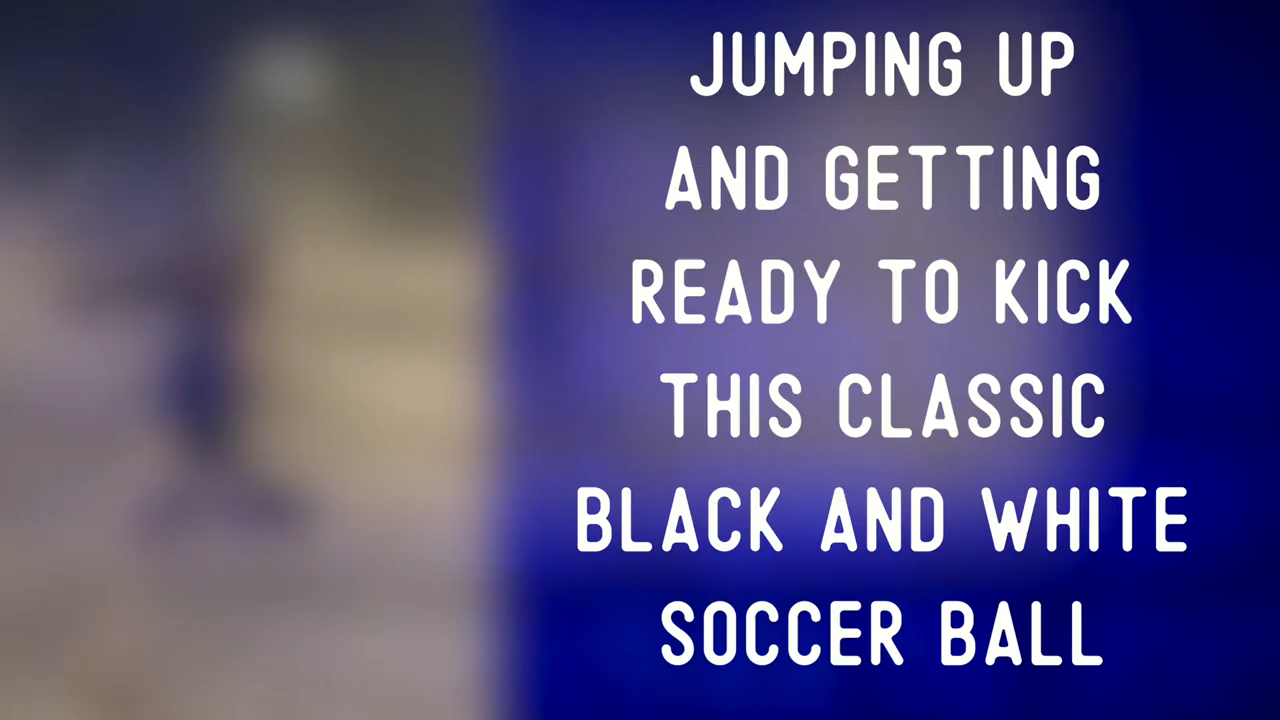 JUMPING UP
AND GETTING
READY TO KICK
THIS CLASSIC
BLACK AND WHITE
SOCCER BALL